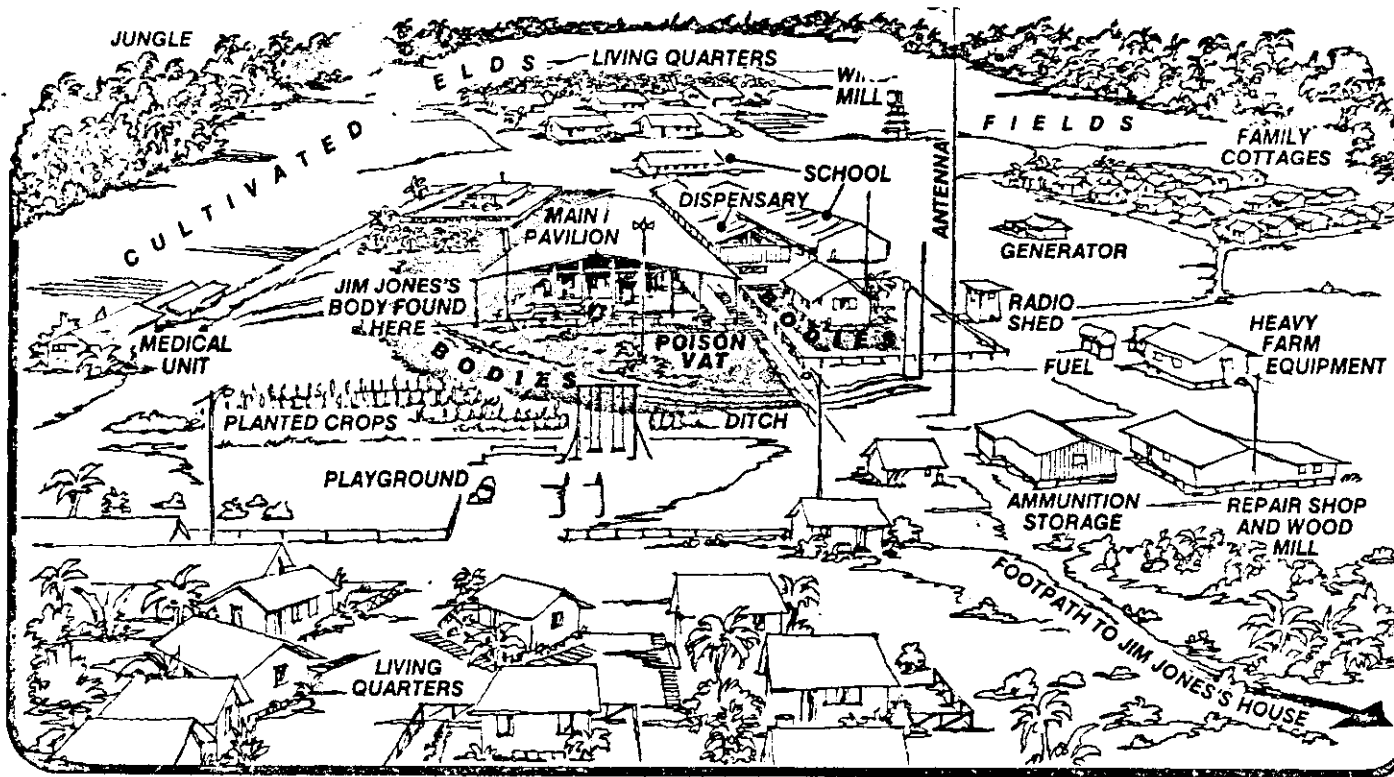 JUNGLE
ELDS
LIVING QUARTERS
MILL
FIELDS
FAMILY
COTTAGES
CULTIVATED
SCHOOL
DISPENSARY
ANTENNA
MAIN
PAVILION
GENERATOR
JIM JONES'S
BODY FOUND
HERE
BODIES
RADIO
SHED
MEDICAL
UNIT
BODIES
POISON
VAT
FUEL
HEAVY
FARM
EQUIPMENT
PLANTED CROPS
DITCH
PLAYGROUND
AMMUNITION
STORAGE
REPAIR SHOP
AND WOOD
MILL
FOOTPATH TO JIM JONES'S HOUSE
LIVING
QUARTERS